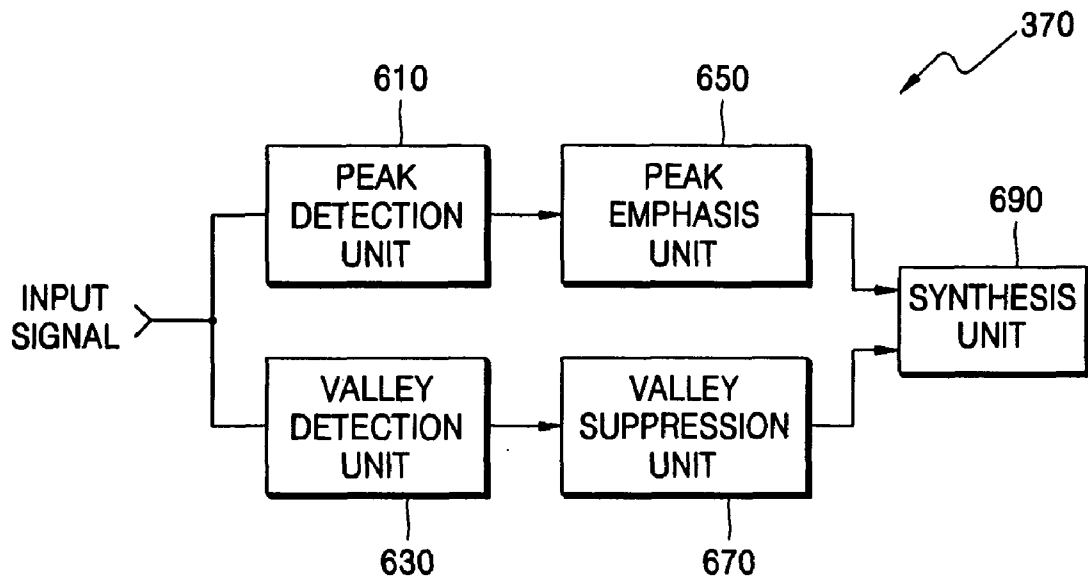 370
610
650
PEAK
DETECTION
UNIT
PEAK
EMPHASIS
UNIT
690
INPUT
SIGNAL
SYNTHESIS
UNIT
VALLEY
DETECTION
UNIT
VALLEY
SUPPRESSION
UNIT
630
670